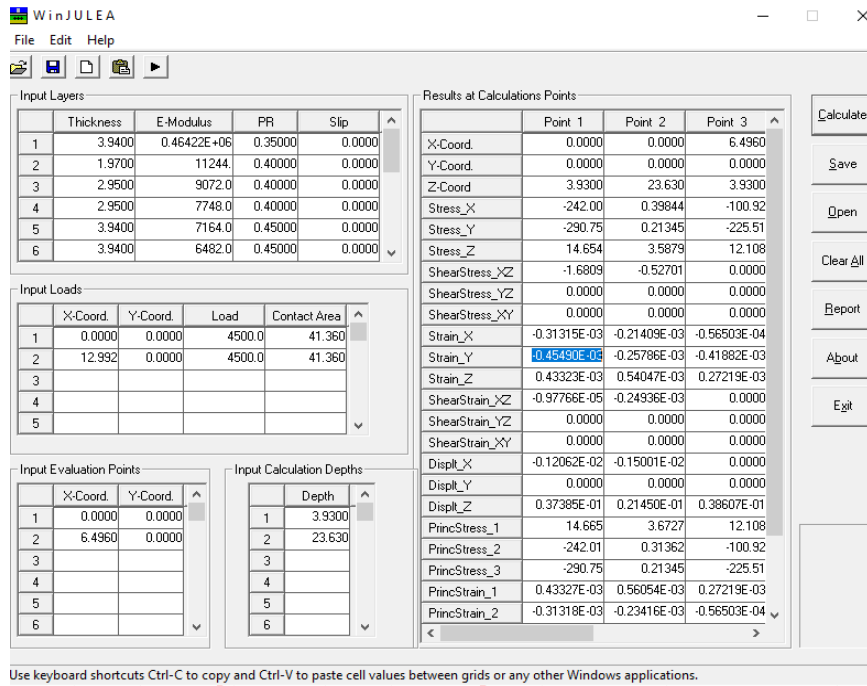 WinJULEA
File Edit Help
Input Layers
Thickness E-Modulus PR Slip
1 3.9400 0.46422E+06 0.35000 0.0000
2 1.9700 11244. 0.40000 0.0000
3 2.9500 9072.0 0.40000 0.0000
4 2.9500 7748.0 0.40000 0.0000
5 3.9400 7164.0 0.45000 0.0000
6 3.9400 6482.0 0.45000 0.0000
Input Loads
X-Coord. Y-Coord. Load Contact Area
1 0.0000 0.0000 4500.0 41.360
2 12.992 0.0000 4500.0 41.360
3
4
5
Input Evaluation Points
X-Coord. Y-Coord.
1 0.0000 0.0000
2 6.4960 0.0000
3
4
5
6
Input Calculation Depths
Depth
1 3.9300
2 23.630
3
4
5
6
Results at Calculations Points
Point 1 Point 2 Point 3
X-Coord. 0.0000 0.0000 6.4960
Y-Coord. 0.0000 0.0000 0.0000
Z-Coord 3.9300 23.630 3.9300
Stress_X -242.00 0.39844 -100.92
Stress_Y -290.75 0.21345 -225.51
Stress_Z 14.654 3.5879 12.108
ShearStress_XZ -1.6809 -0.52701 0.0000
ShearStress_YZ 0.0000 0.0000 0.0000
ShearStress_XY 0.0000 0.0000 0.0000
Strain_X -0.31315E-03 -0.21409E-03 -0.56503E-04
Strain_Y -0.45490E-03 -0.25786E-03 -0.41882E-03
Strain_Z 0.43323E-03 0.54047E-03 0.27219E-03
ShearStrain_XZ -0.97766E-05 -0.24936E-03 0.0000
ShearStrain_YZ 0.0000 0.0000 0.0000
ShearStrain_XY 0.0000 0.0000 0.0000
Displt_X -0.12062E-02 -0.15001E-02 0.0000
Displt_Y 0.0000 0.0000 0.0000
Displt_Z 0.37385E-01 0.21450E-01 0.38607E-01
PrincStress_1 14.665 3.6727 12.108
PrincStress_2 -242.01 0.31362 -100.92
PrincStress_3 -290.75 0.21345 -225.51
PrincStrain_1 0.43327E-03 0.56054E-03 0.27219E-03
PrincStrain_2 -0.31318E-03 -0.23416E-03 -0.56503E-04
Calculate
Save
Open
Clear All
Report
About
Exit
Use keyboard shortcuts Ctrl-C to copy and Ctrl-V to paste cell values between grids or any other Windows applications.